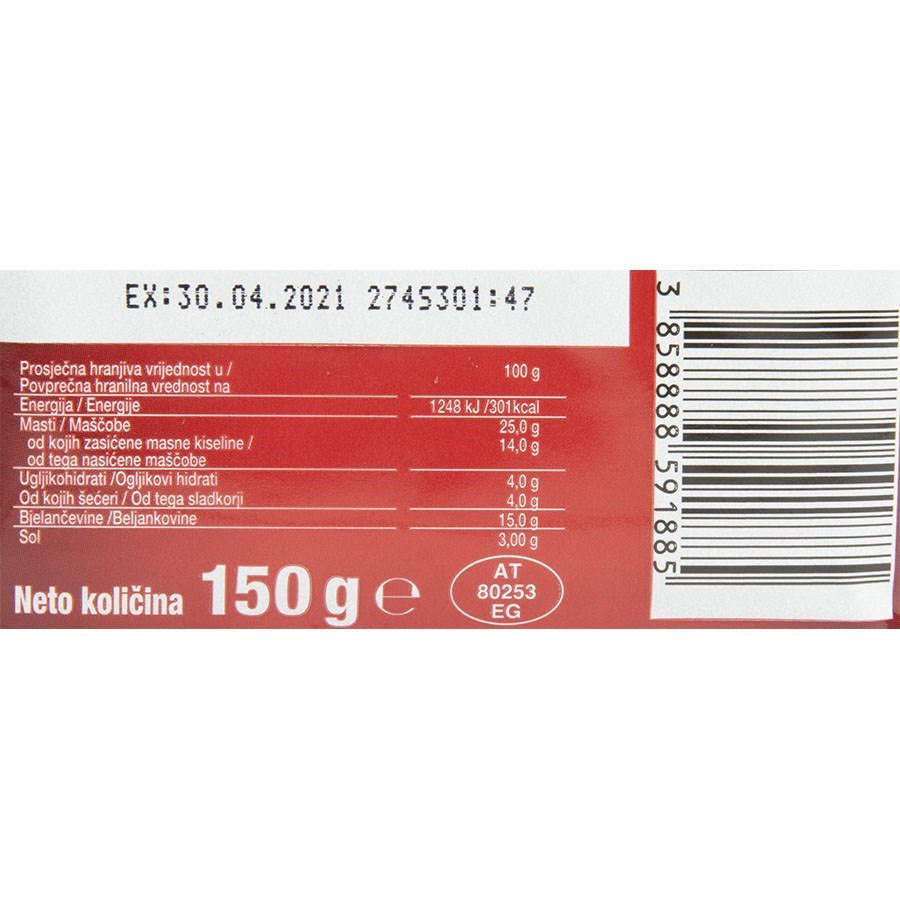 EX:30.04.2021 2745301:47
Prosječna hranjiva vrijednost u / 100 g
Povprečna hranilna vrednost na
Energija / Energije 1248 kJ /301kcal
Masti / Maščobe 25,0 g
od kojih zasićene masne kiseline / 14,0 g
od tega nasićene maščobe
Ugljikohidrati /Ogljikovi hidrati 4,0 g
Od kojih šećeri / Od tega sladkorji 4,0 g
Bjelančevine /Beljankovine 15,0 g
Sol 3,00 g
Neto količina 150 g ℮
AT
80253
EG
3 858888 591885